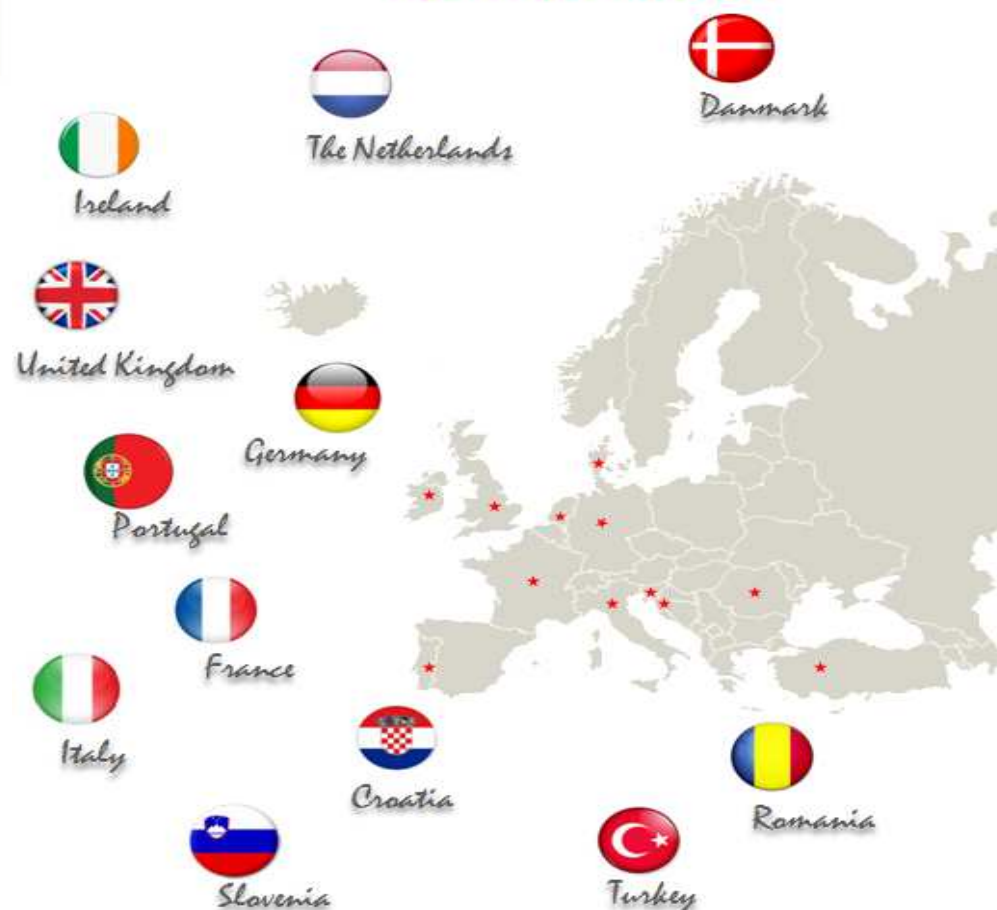 Danmark
The Netherlands
Ireland
United Kingdom
Germany
Portugal
France
Italy
Croatia
Romania
Slovenia
Turkey